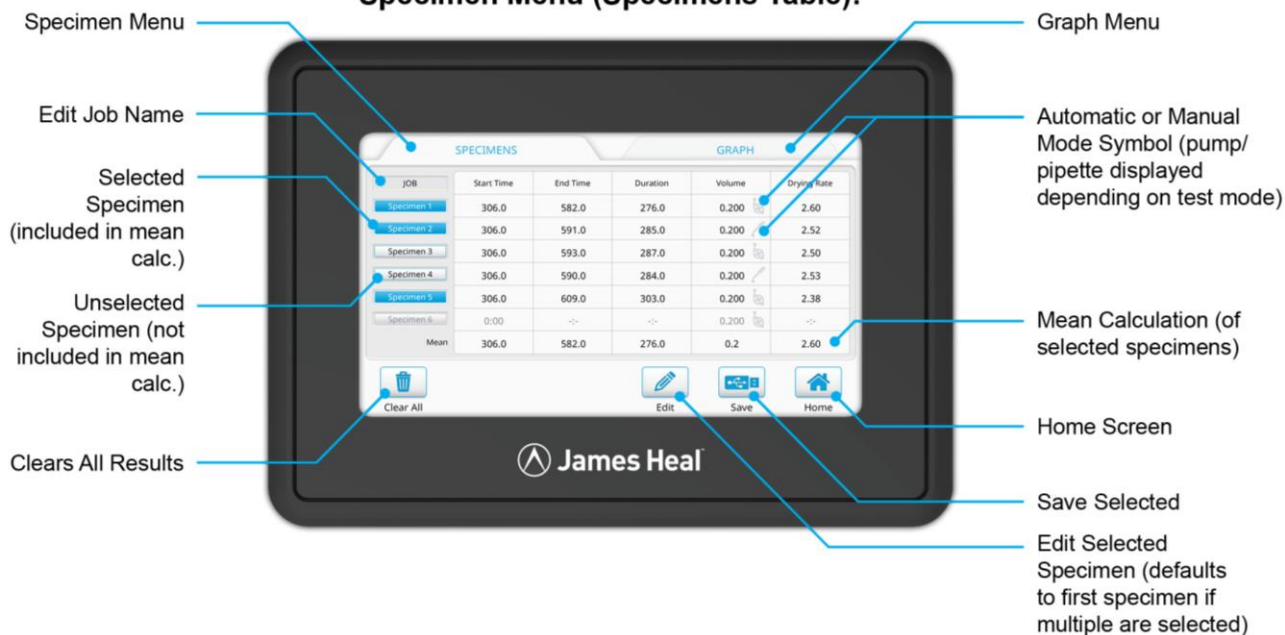 Specimen Menu (Specimens Table):
Specimen Menu
Edit Job Name
Selected
Specimen
(included in mean
calc.)
Unselected
Specimen (not
included in mean
calc.)
Clears All Results
SPECIMENS GRAPH
JOB Start Time End Time Duration Volume Drying Rate
Specimen 1 306.0 582.0 276.0 0.200 2.60
Specimen 2 306.0 591.0 285.0 0.200 2.52
Specimen 3 306.0 593.0 287.0 0.200 2.50
Specimen 4 306.0 590.0 284.0 0.200 2.53
Specimen 5 306.0 609.0 303.0 0.200 2.38
Specimen 6 0:00 -:- -:- 0.200 -:-
Mean 306.0 582.0 276.0 0.2 2.60
Clear All Edit Save Home
James Heal
Graph Menu
Automatic or Manual
Mode Symbol (pump/
pipette displayed
depending on test mode)
Mean Calculation (of
selected specimens)
Home Screen
Save Selected
Edit Selected
Specimen (defaults
to first specimen if
multiple are selected)